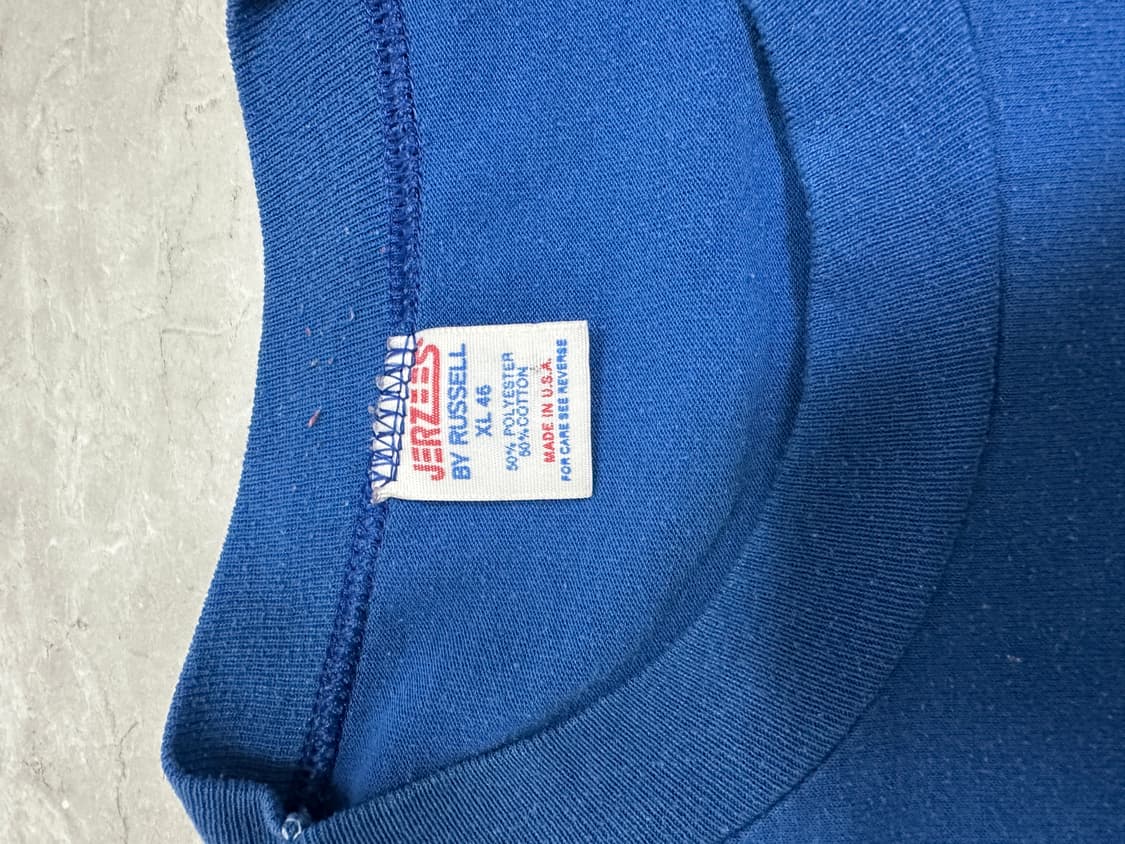 JERZEES
BY RUSSELL
XL 46
50% POLYESTER
50% COTTON
MADE IN U.S.A.
FOR CARE SEE REVERSE